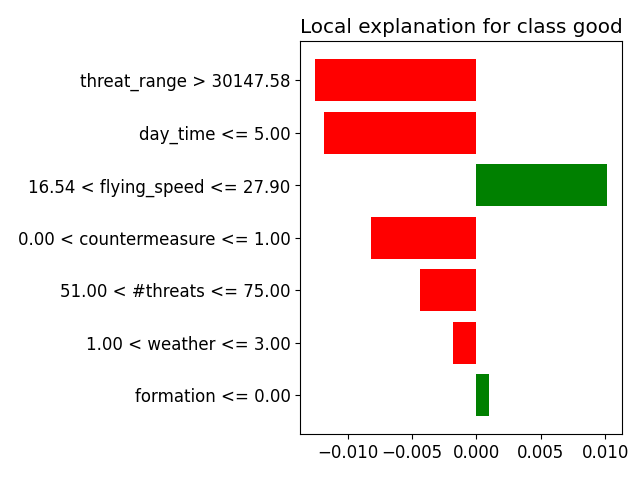 Local explanation for class good
threat_range > 30147.58
day_time <= 5.00
16.54 < flying_speed <= 27.90
0.00 < countermeasure <= 1.00
51.00 < #threats <= 75.00
1.00 < weather <= 3.00
formation <= 0.00
−0.010 −0.005 0.000 0.005 0.010